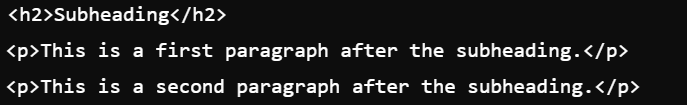 <h2>Subheading</h2>
<p>This is a first paragraph after the subheading.</p>
<p>This is a second paragraph after the subheading.</p>